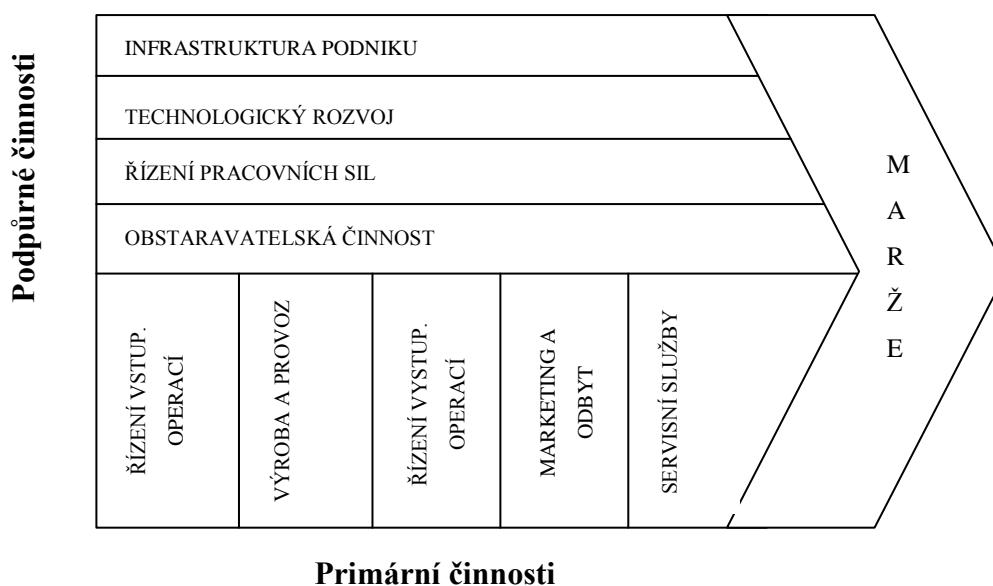 Podpůrné činnosti
INFRASTRUKTURA PODNIKU
TECHNOLOGICKÝ ROZVOJ
ŘÍZENÍ PRACOVNÍCH SIL
OBSTARAVATELSKÁ ČINNOST
ŘÍZENÍ VSTUP.
OPERACÍ
VÝROBA A PROVOZ
ŘÍZENÍ VYSTUP.
OPERACÍ
MARKETING A
ODBYT
SERVISNÍ SLUŽBY
M
A
R
Ž
E
Primární činnosti